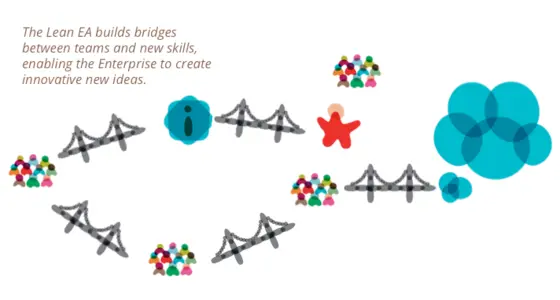 The Lean EA builds bridges
between teams and new skills,
enabling the Enterprise to create
innovative new ideas.